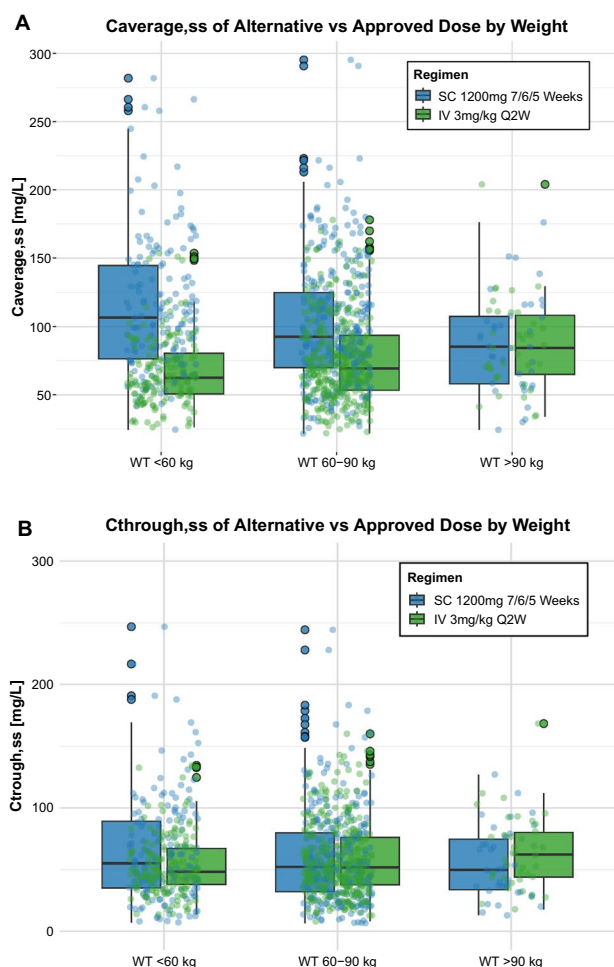 A
Caverage,ss of Alternative vs Approved Dose by Weight
Caverage,ss [mg/L]
300
250
200
150
100
50
Regimen
SC 1200mg 7/6/5 Weeks
IV 3mg/kg Q2W
WT <60 kg
WT 60−90 kg
WT >90 kg
B
Cthrough,ss of Alternative vs Approved Dose by Weight
Ctrough,ss [mg/L]
300
200
100
0
Regimen
SC 1200mg 7/6/5 Weeks
IV 3mg/kg Q2W
WT <60 kg
WT 60−90 kg
WT >90 kg